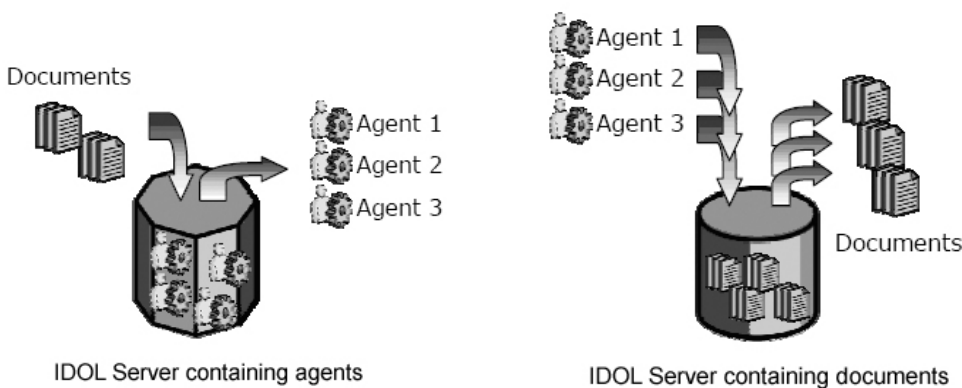 Documents
Agent 1
Agent 2
Agent 3
IDOL Server containing agents
Agent 1
Agent 2
Agent 3
Documents
IDOL Server containing documents